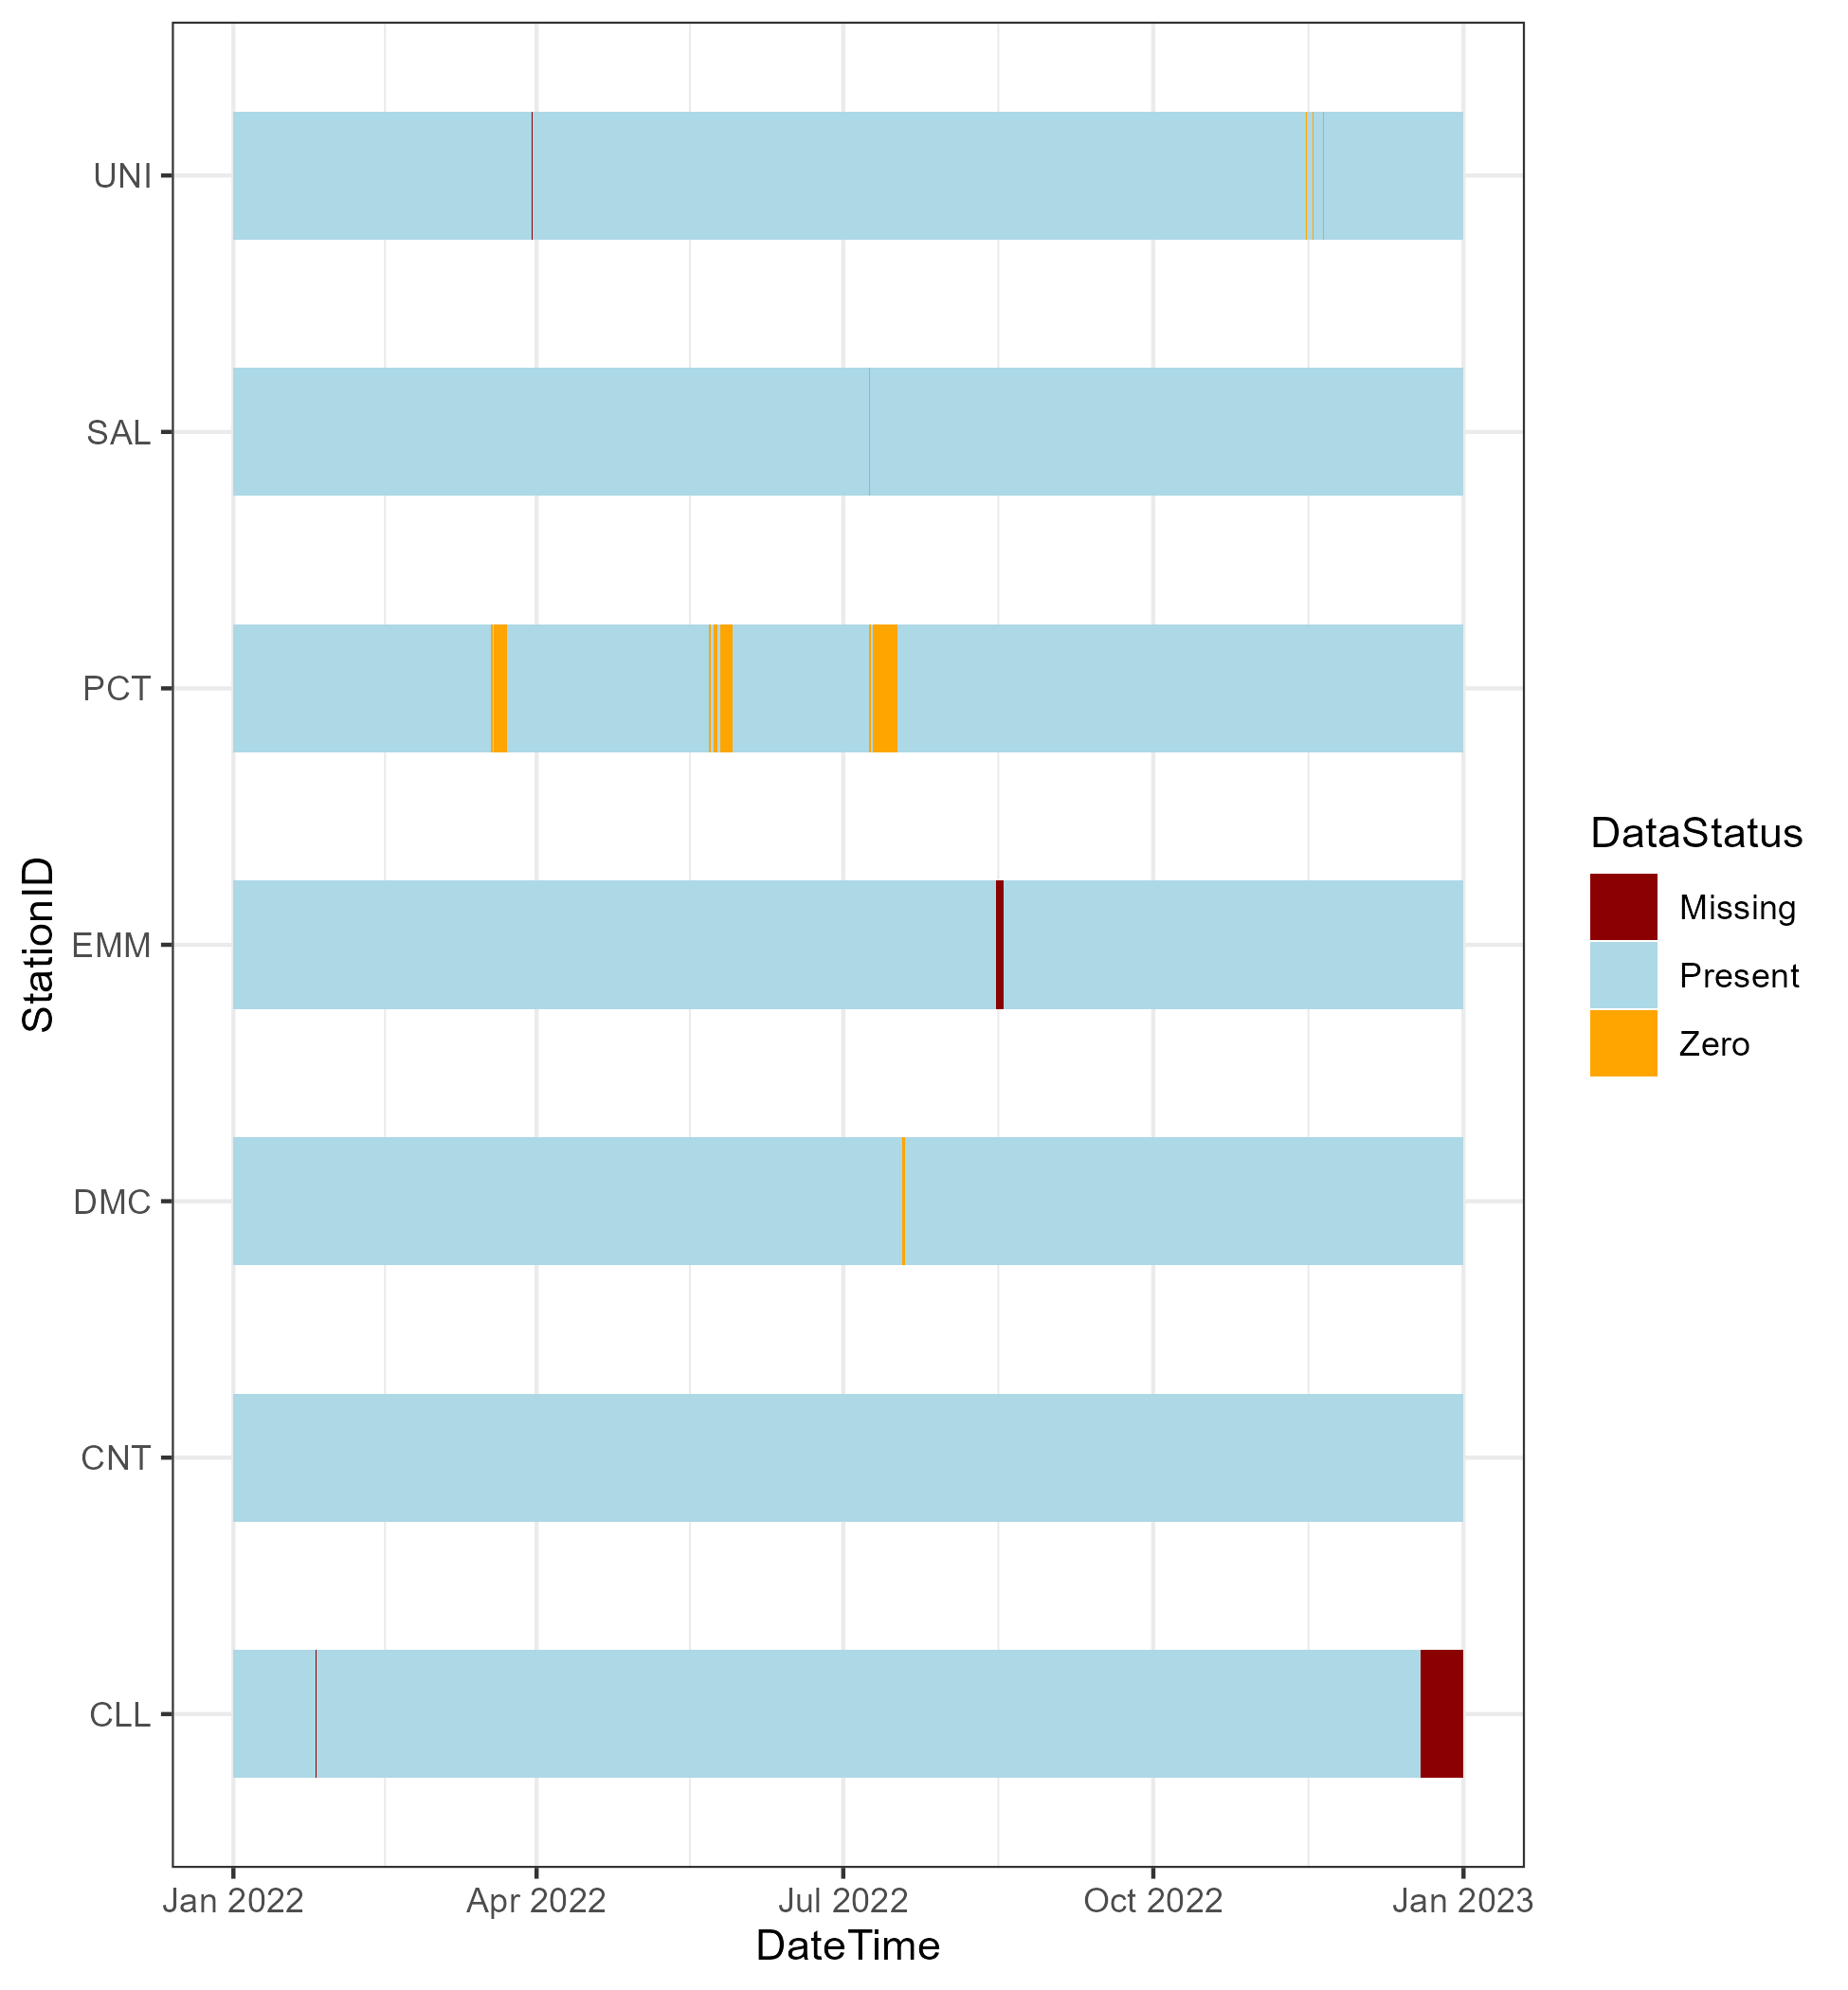 UNI
SAL
PCT
EMM
DMC
CNT
CLL
StationID
Jan 2022
Apr 2022
Jul 2022
Oct 2022
Jan 2023
DateTime
DataStatus
Missing
Present
Zero